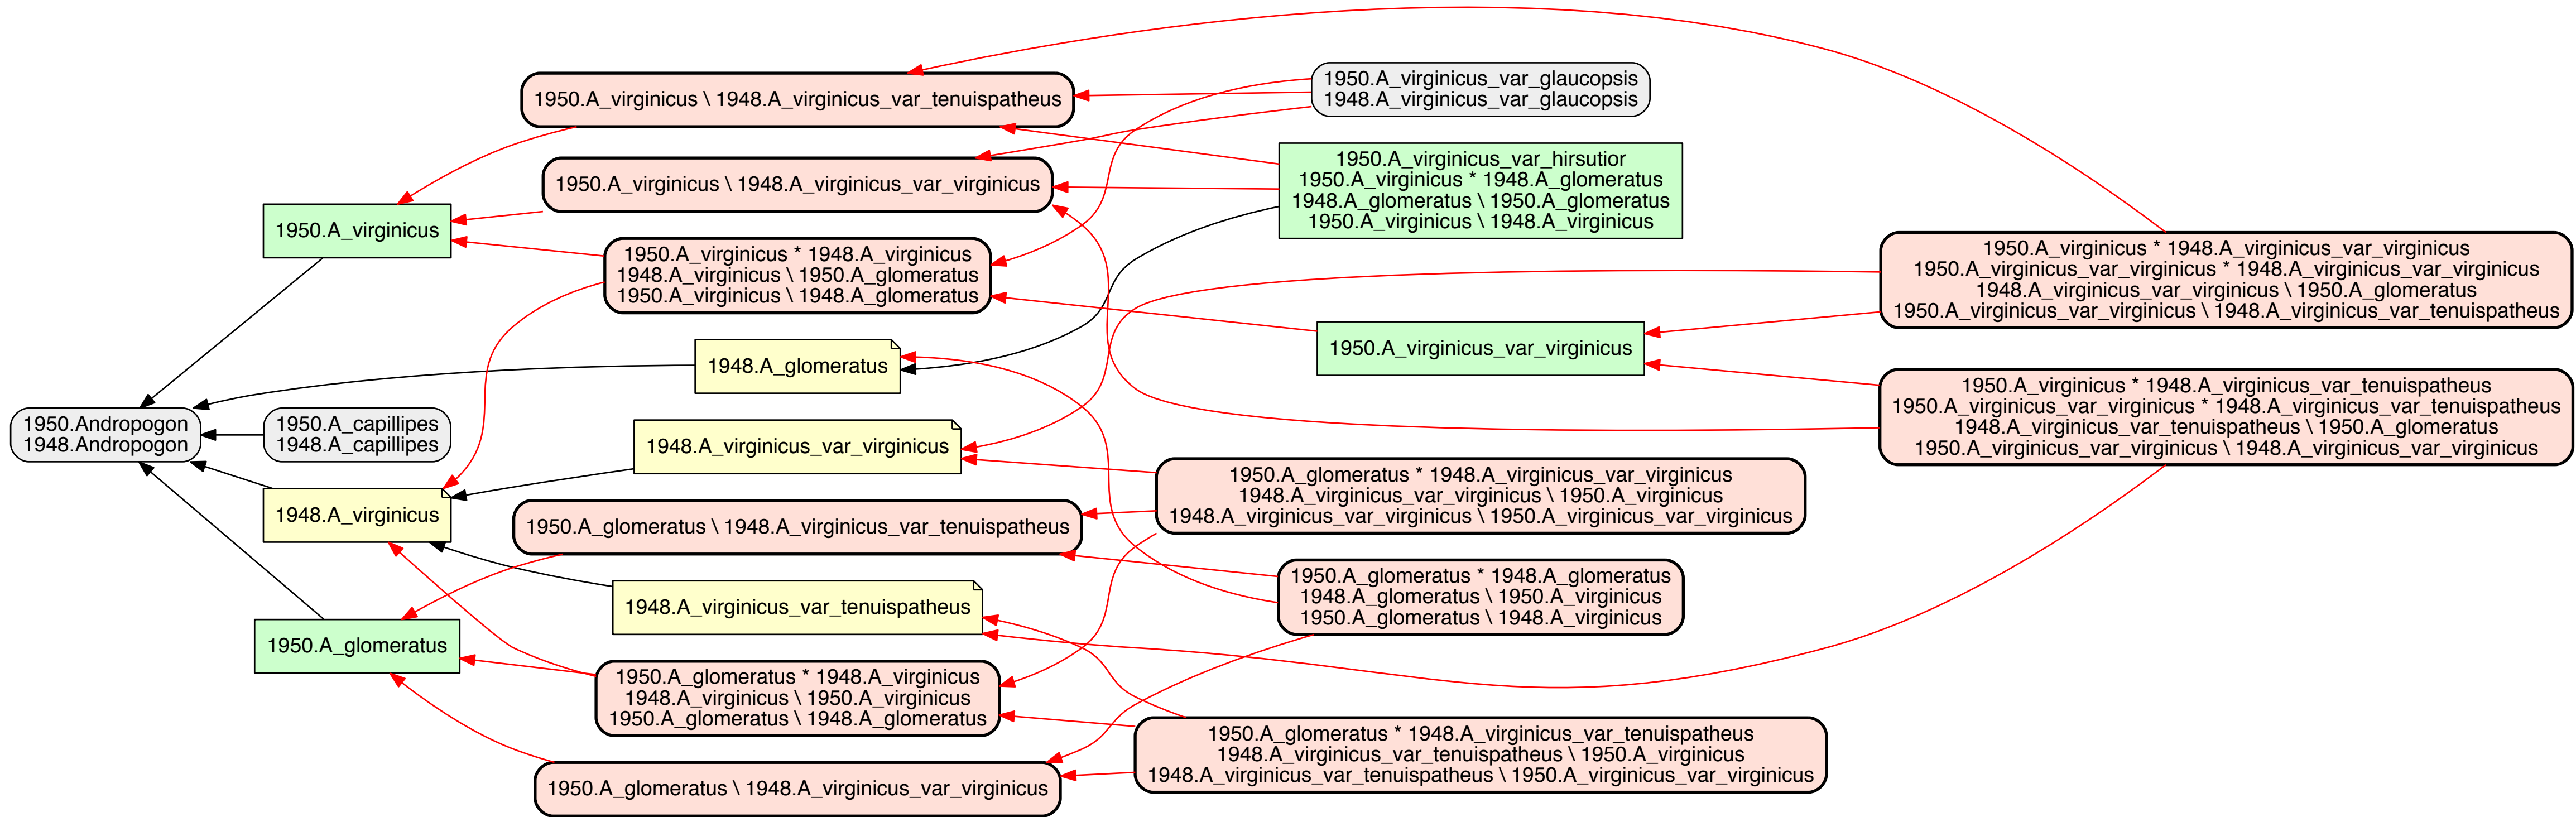 1950.A_virginicus_var_glaucopsis
1948.A_virginicus_var_glaucopsis
1950.A_virginicus \ 1948.A_virginicus_var_tenuispatheus
1950.A_virginicus_var_hirsutior
1950.A_virginicus * 1948.A_glomeratus
1948.A_glomeratus \ 1950.A_glomeratus
1950.A_virginicus \ 1948.A_virginicus
1950.A_virginicus \ 1948.A_virginicus_var_virginicus
1950.A_virginicus
1950.A_virginicus * 1948.A_virginicus
1948.A_virginicus \ 1950.A_glomeratus
1950.A_virginicus \ 1948.A_glomeratus
1950.A_virginicus * 1948.A_virginicus_var_virginicus
1950.A_virginicus_var_virginicus * 1948.A_virginicus_var_virginicus
1948.A_virginicus_var_virginicus \ 1950.A_glomeratus
1950.A_virginicus_var_virginicus \ 1948.A_virginicus_var_tenuispatheus
1950.A_virginicus_var_virginicus
1948.A_glomeratus
1950.A_virginicus * 1948.A_virginicus_var_tenuispatheus
1950.A_virginicus_var_virginicus * 1948.A_virginicus_var_tenuispatheus
1948.A_virginicus_var_tenuispatheus \ 1950.A_glomeratus
1950.A_virginicus_var_virginicus \ 1948.A_virginicus_var_virginicus
1950.Andropogon
1948.Andropogon
1950.A_capillipes
1948.A_capillipes
1948.A_virginicus_var_virginicus
1950.A_glomeratus * 1948.A_virginicus_var_virginicus
1948.A_virginicus_var_virginicus \ 1950.A_virginicus
1948.A_virginicus_var_virginicus \ 1950.A_virginicus_var_virginicus
1948.A_virginicus
1950.A_glomeratus \ 1948.A_virginicus_var_tenuispatheus
1950.A_glomeratus * 1948.A_glomeratus
1948.A_glomeratus \ 1950.A_virginicus
1950.A_glomeratus \ 1948.A_virginicus
1948.A_virginicus_var_tenuispatheus
1950.A_glomeratus
1950.A_glomeratus * 1948.A_virginicus
1948.A_virginicus \ 1950.A_virginicus
1950.A_glomeratus \ 1948.A_glomeratus
1950.A_glomeratus * 1948.A_virginicus_var_tenuispatheus
1948.A_virginicus_var_tenuispatheus \ 1950.A_virginicus
1948.A_virginicus_var_tenuispatheus \ 1950.A_virginicus_var_virginicus
1950.A_glomeratus \ 1948.A_virginicus_var_virginicus